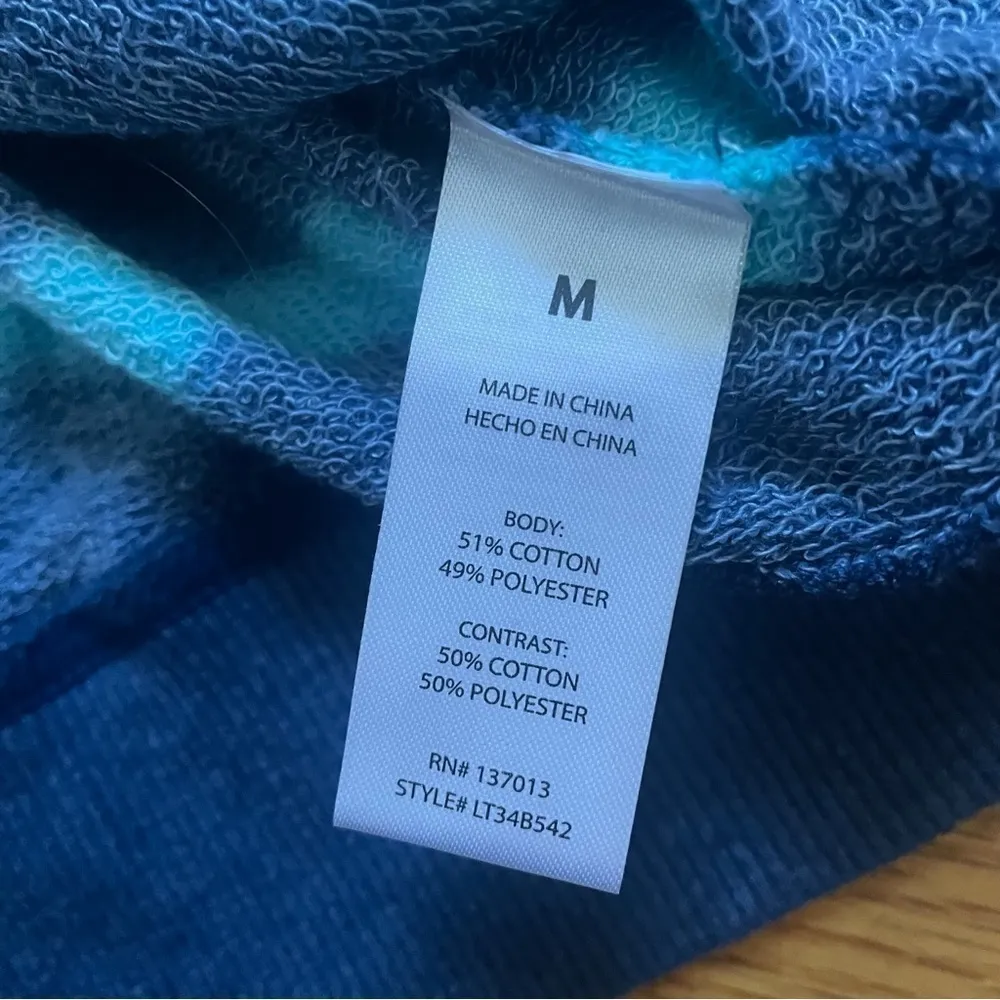 M
MADE IN CHINA
HECHO EN CHINA
BODY:
51% COTTON
49% POLYESTER
CONTRAST:
50% COTTON
50% POLYESTER
RN# 137013
STYLE# LT34B542